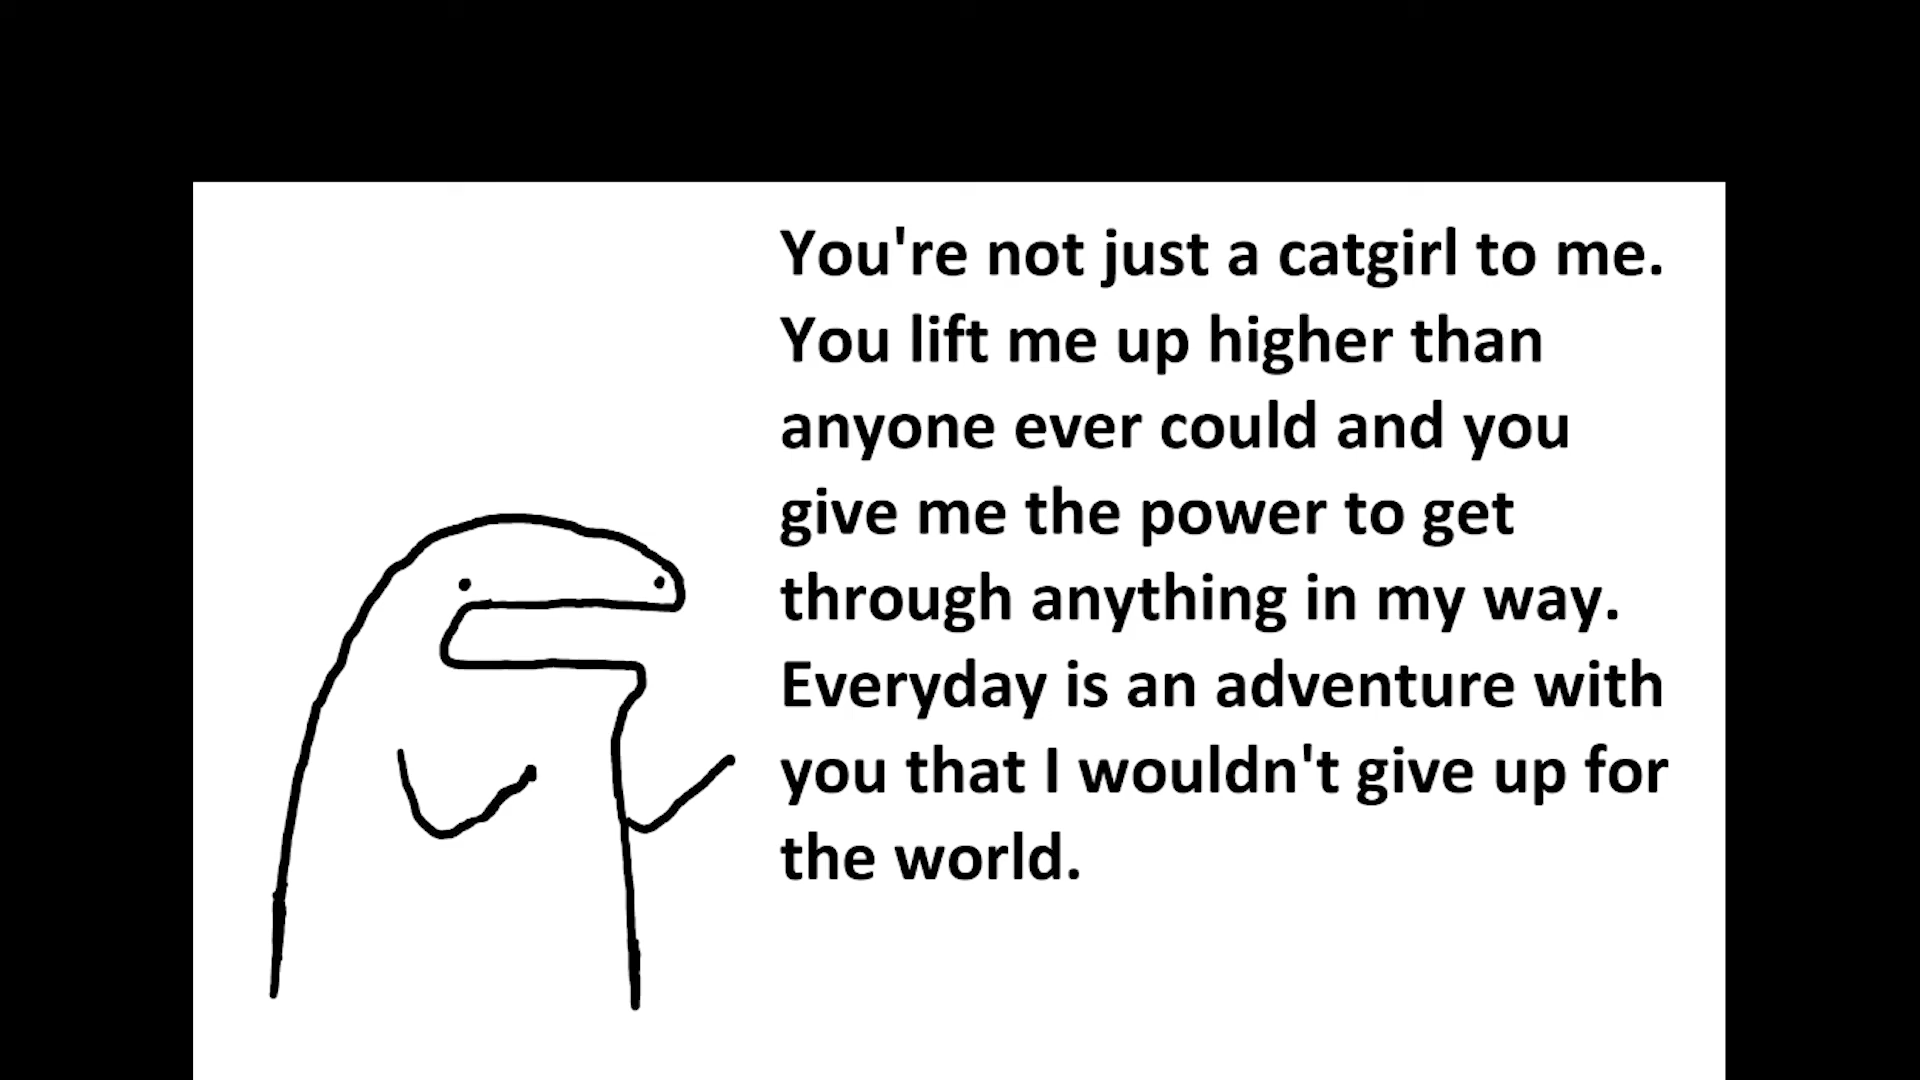 You're not just a catgirl to me.
You lift me up higher than
anyone ever could and you
give me the power to get
through anything in my way.
Everyday is an adventure with
you that I wouldn't give up for
the world.